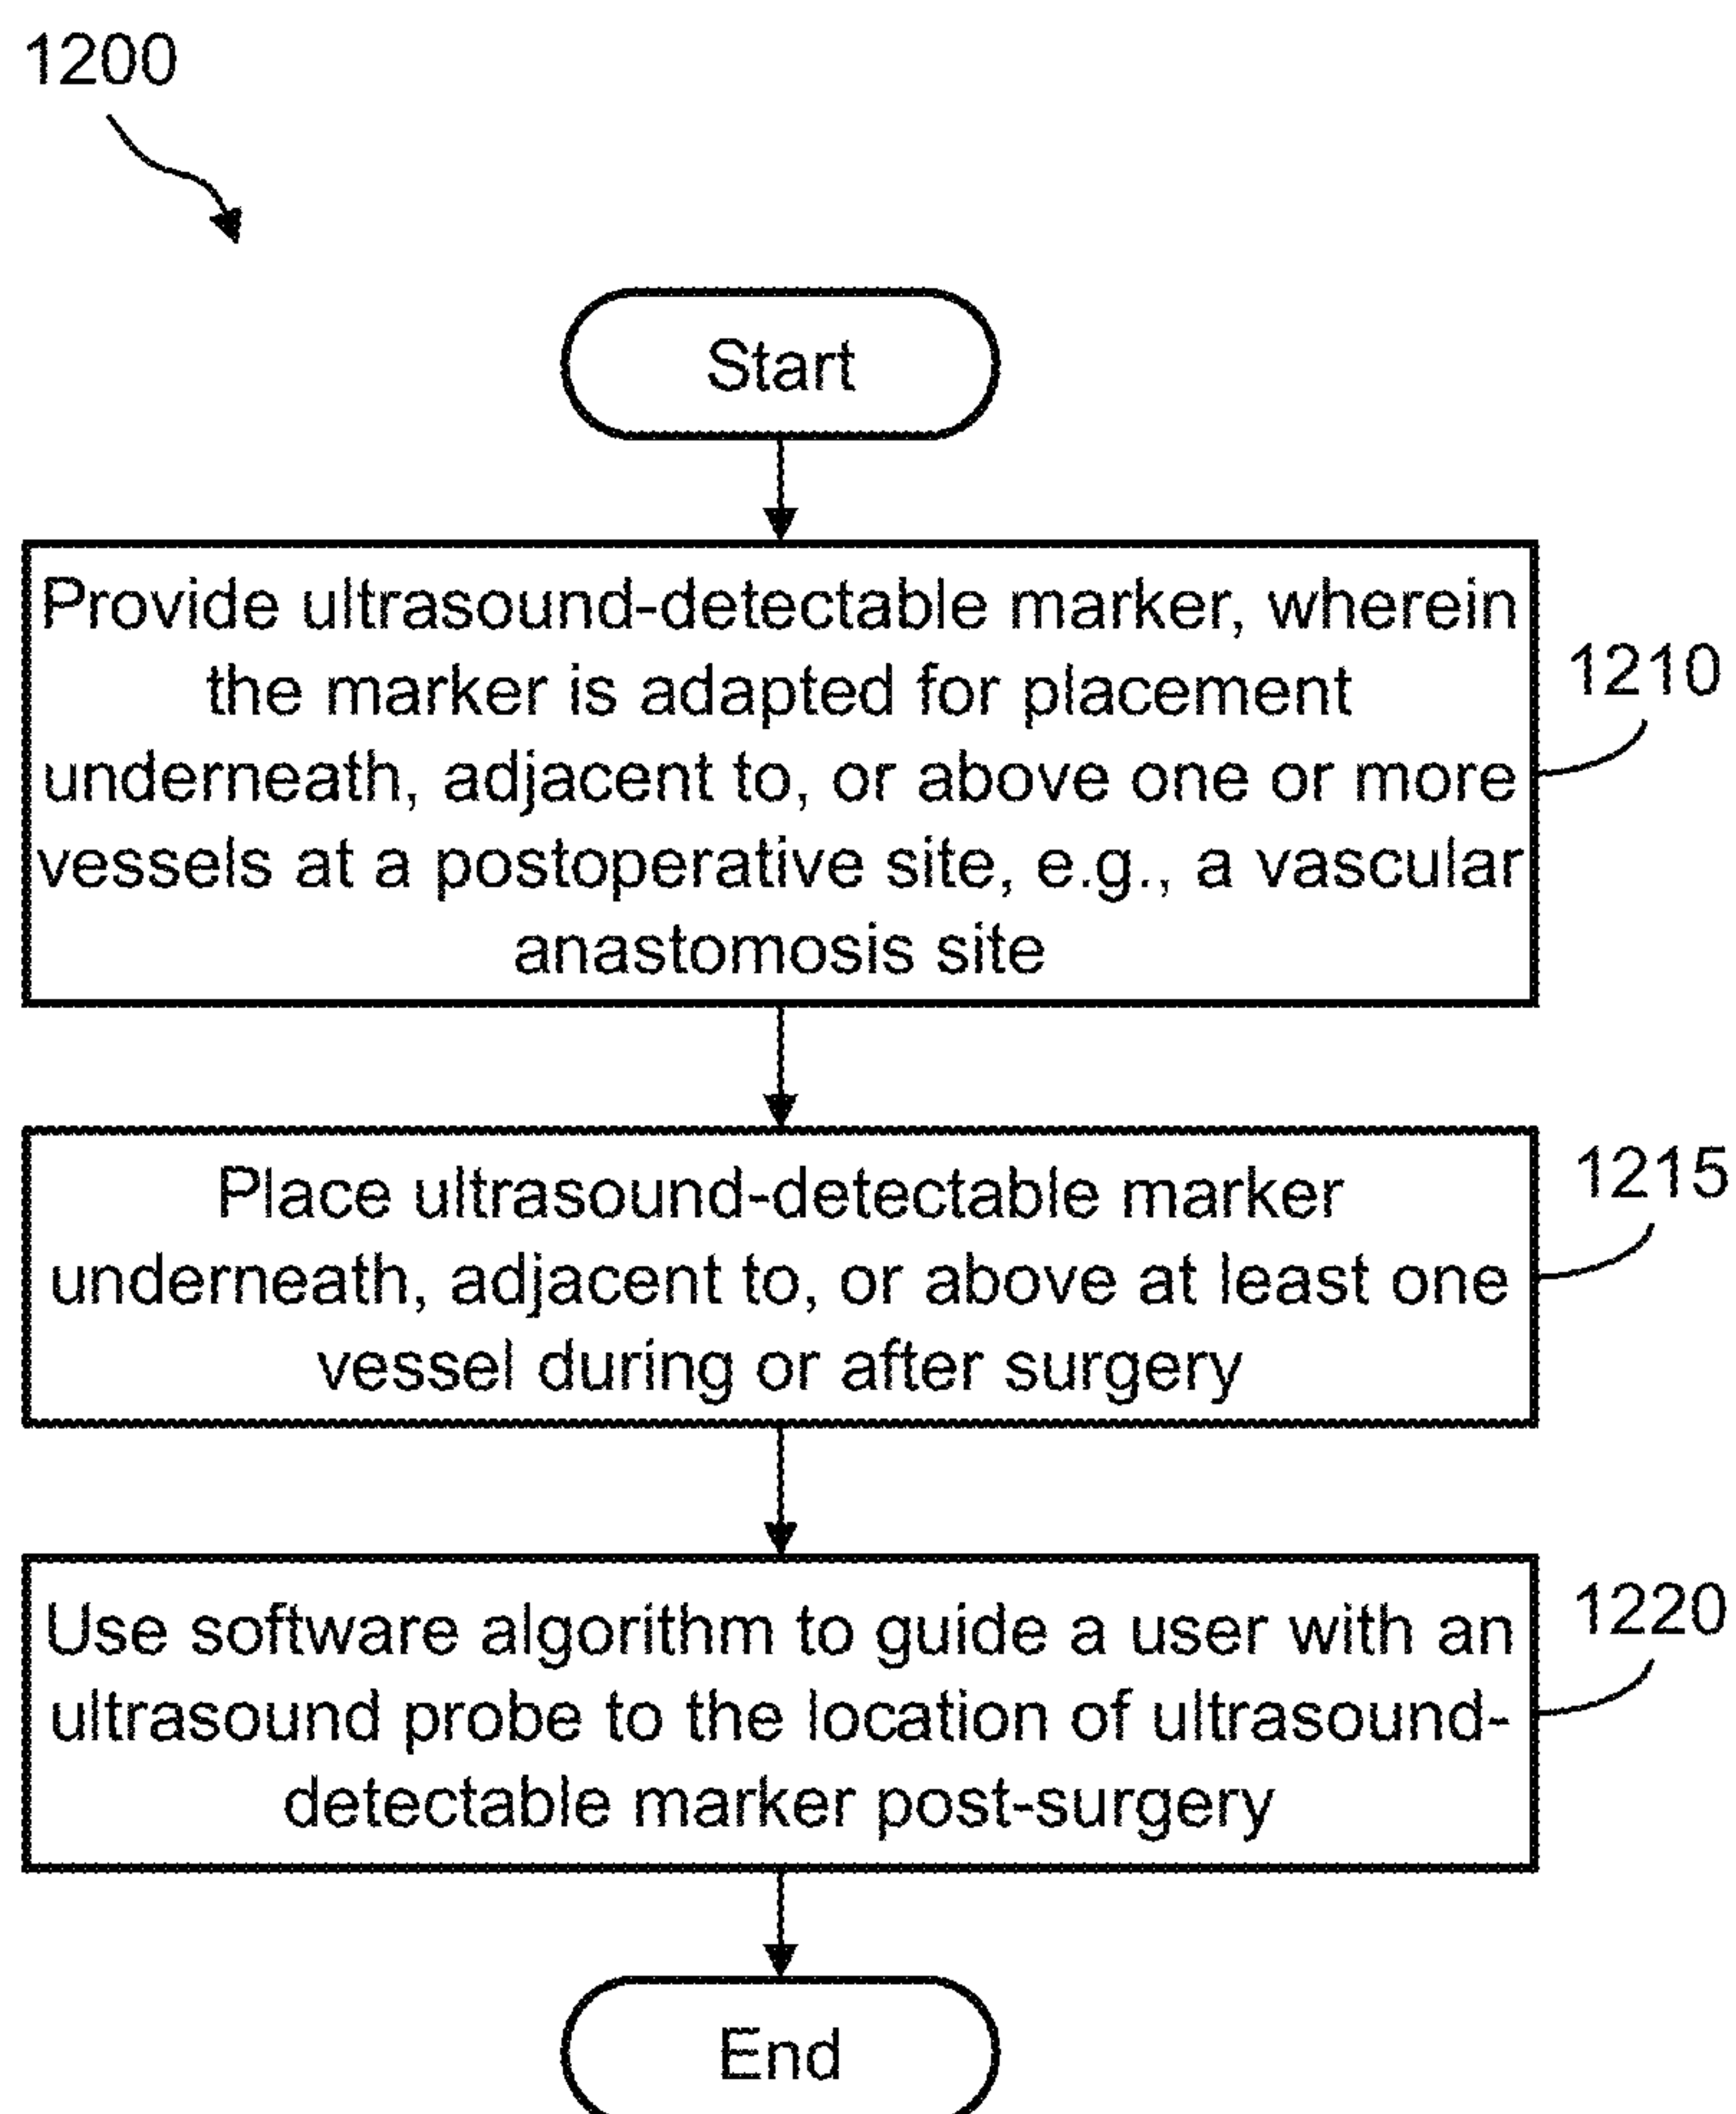 1200
Start
Provide ultrasound-detectable marker, wherein
the marker is adapted for placement
underneath, adjacent to, or above one or more
vessels at a postoperative site, e.g., a vascular
anastomosis site
1210
Place ultrasound-detectable marker
underneath, adjacent to, or above at least one
vessel during or after surgery
1215
Use software algorithm to guide a user with an
ultrasound probe to the location of ultrasound-
detectable marker post-surgery
1220
End